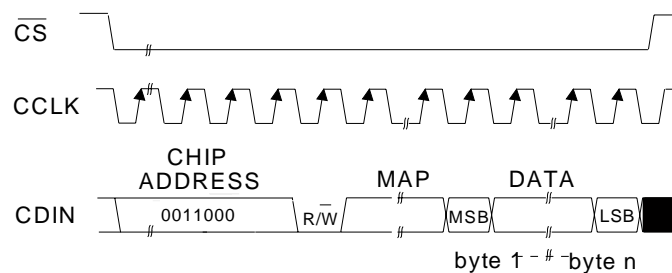 CS
CCLK
CHIP
ADDRESS
MAP
DATA
CDIN
0011000
R/W
MSB
LSB
byte 1
byte n